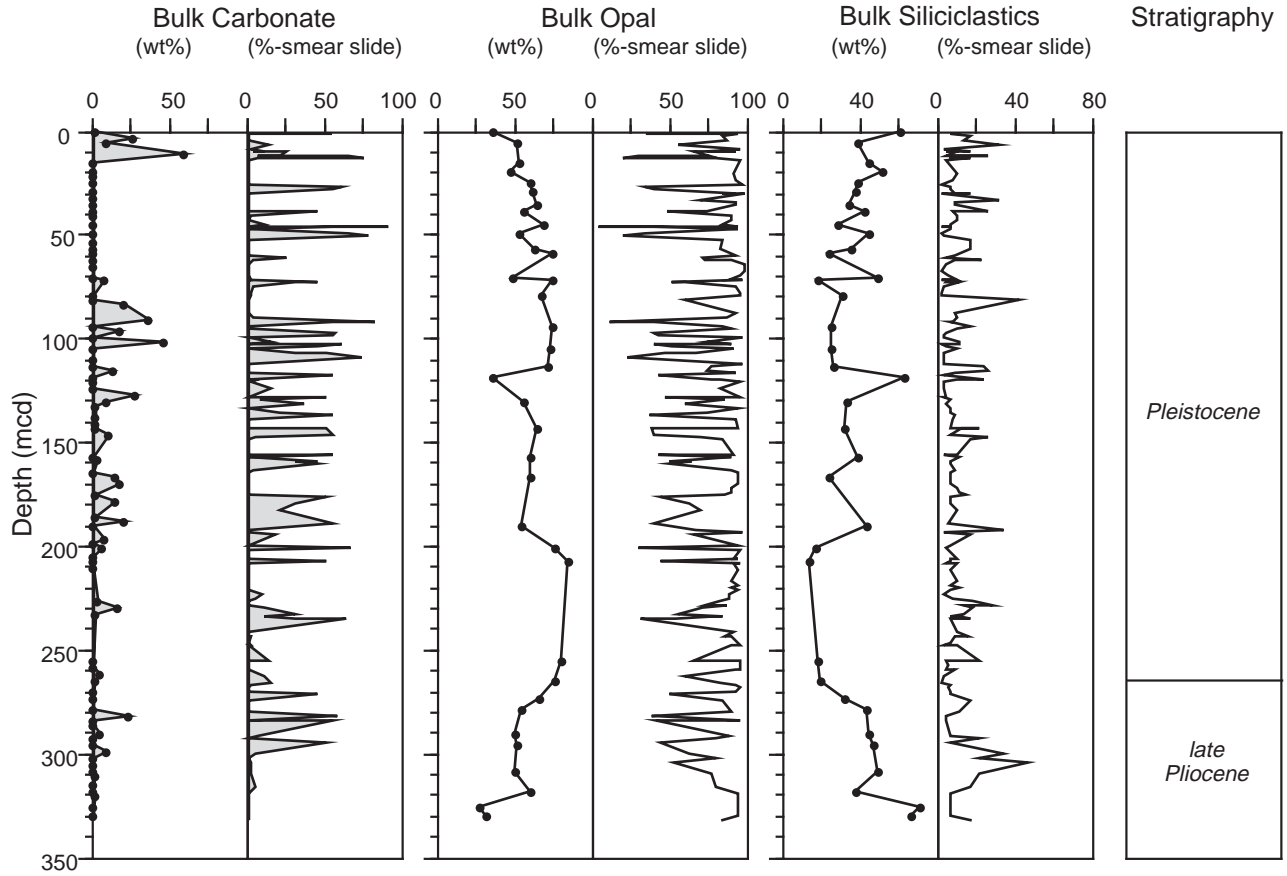 Bulk Carbonate Bulk Opal Bulk Siliciclastics Stratigraphy
(wt%) (%-smear slide) (wt%) (%-smear slide) (wt%) (%-smear slide)
0 50 0 50 100 50 0 50 100 0 40 0 40 80
0
50
100
150
200
250
300
350
Depth (mcd)
Pleistocene
late
Pliocene